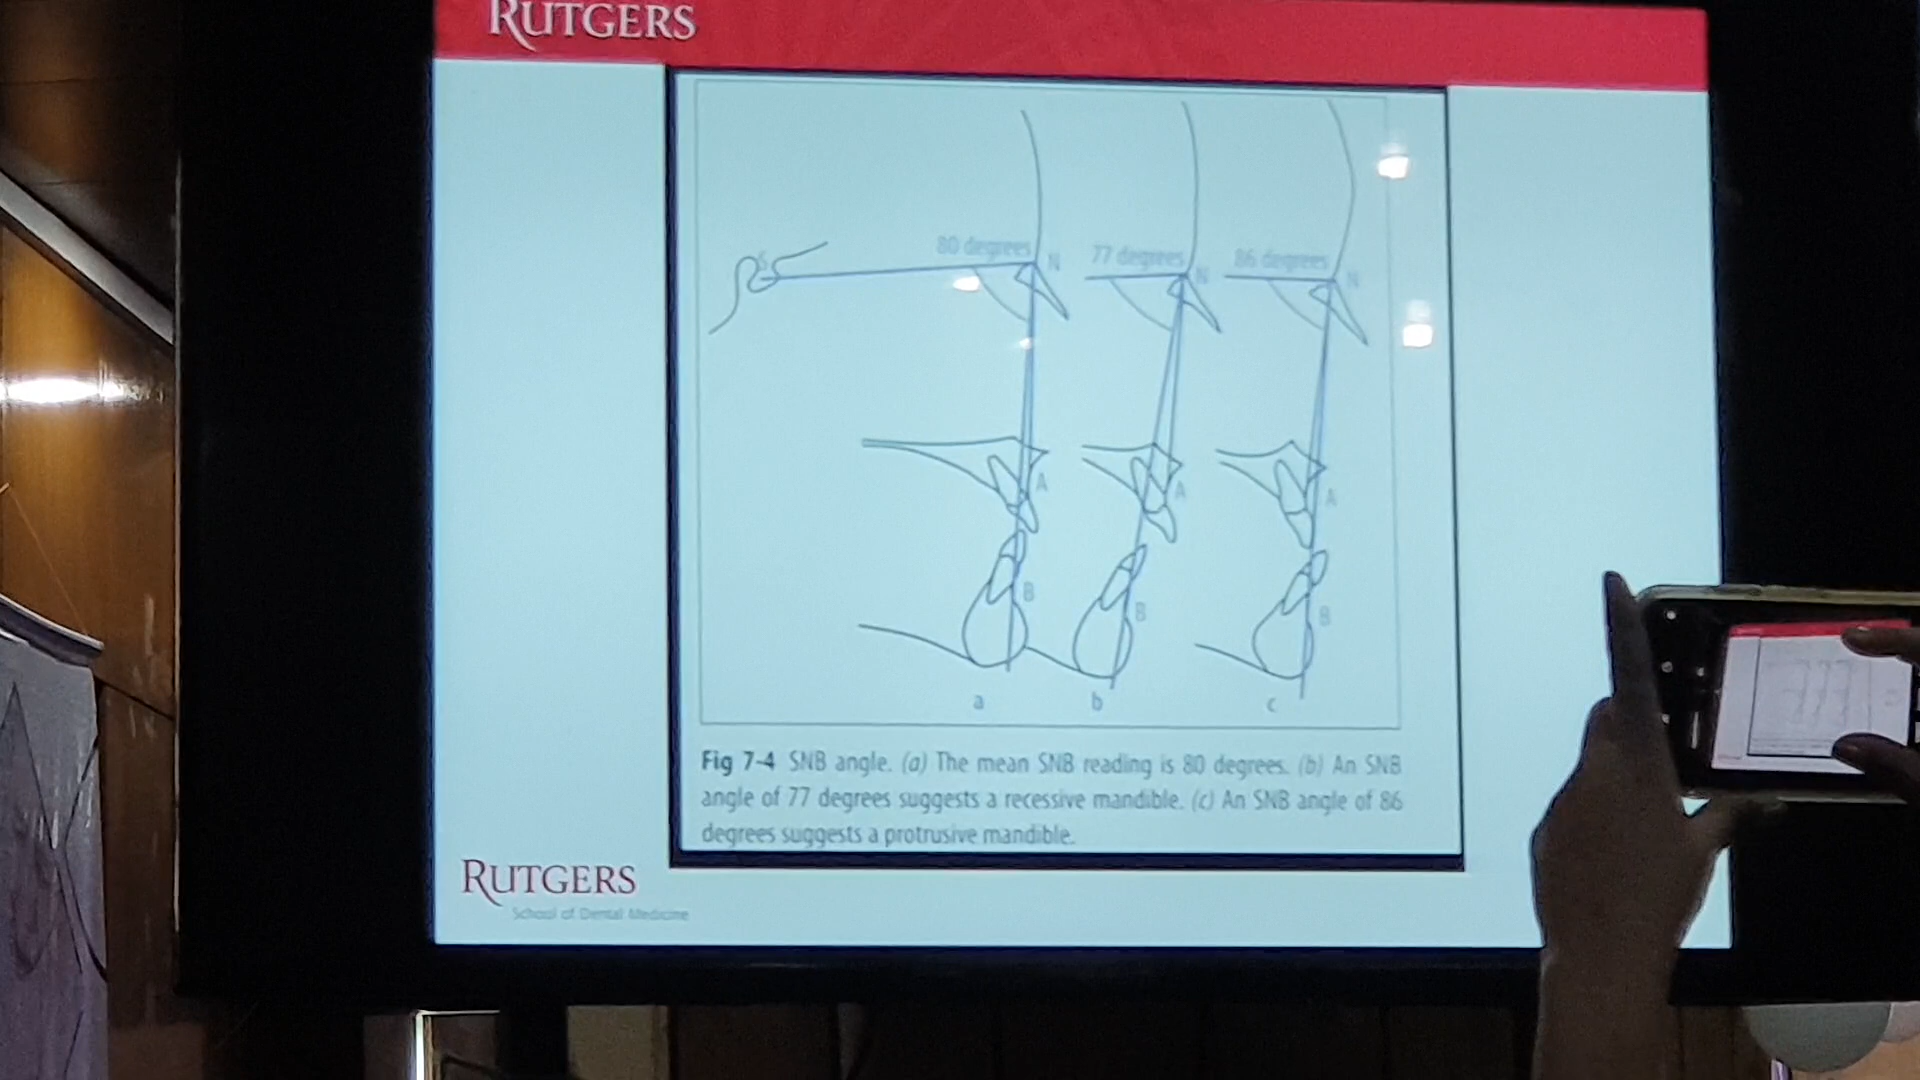 RUTGERS
S
80 degrees
N
77 degrees
N
86 degrees
N
A
A
A
B
B
B
a
b
c
Fig 7-4 SNB angle. (a) The mean SNB reading is 80 degrees. (b) An SNB
angle of 77 degrees suggests a recessive mandible. (c) An SNB angle of 86
degrees suggests a protrusive mandible.
RUTGERS
School of Dental Medicine